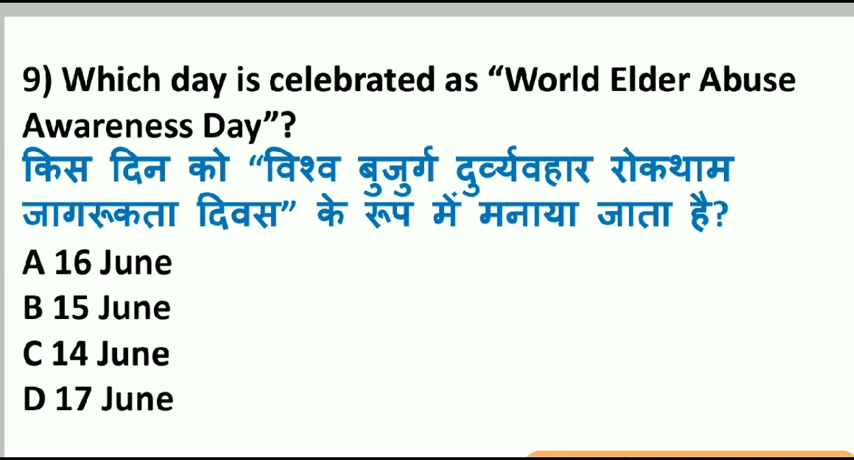 9) Which day is celebrated as “World Elder Abuse
Awareness Day”?
किस दिन को “विश्व बुजुर्ग दुर्व्यवहार रोकथाम
जागरूकता दिवस” के रूप में मनाया जाता है?
A 16 June
B 15 June
C 14 June
D 17 June